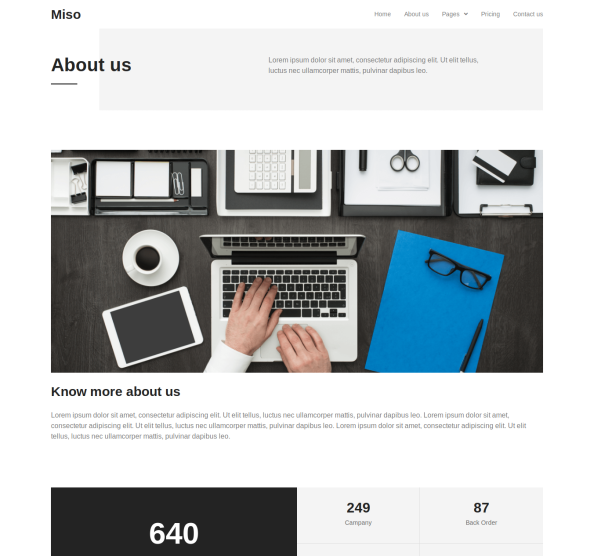 Miso
Home About us Pages Pricing Contact us
About us
Lorem ipsum dolor sit amet, consectetur adipiscing elit. Ut elit tellus,
luctus nec ullamcorper mattis, pulvinar dapibus leo.
Know more about us
Lorem ipsum dolor sit amet, consectetur adipiscing elit. Ut elit tellus, luctus nec ullamcorper mattis, pulvinar dapibus leo. Lorem ipsum dolor sit amet,
consectetur adipiscing elit. Ut elit tellus, luctus nec ullamcorper mattis, pulvinar dapibus leo. Lorem ipsum dolor sit amet, consectetur adipiscing elit. Ut elit
tellus, luctus nec ullamcorper mattis, pulvinar dapibus leo.
640
249
Company
87
Back Order